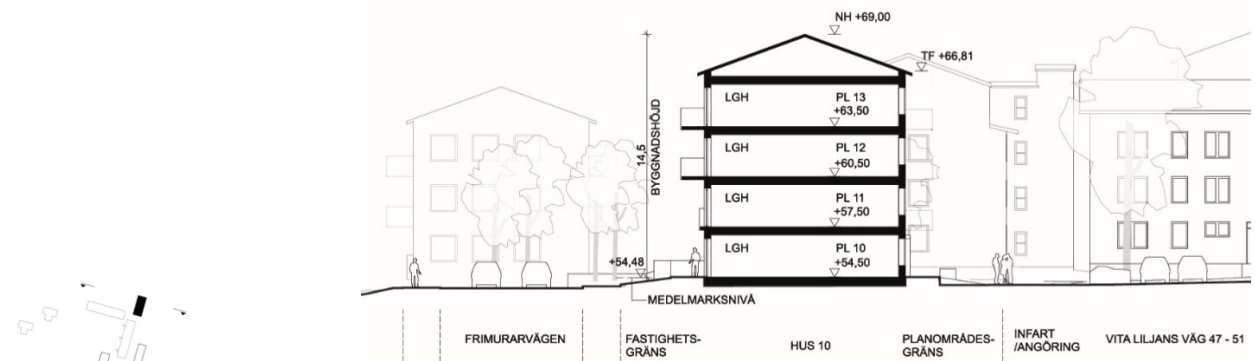 NH +69,00
TF +66,81
BYGGNADSHÖJD
14,5
LGH PL 13
+63,50
LGH PL 12
+60,50
LGH PL 11
+57,50
LGH PL 10
+54,50
+54,48
MEDELMARKSNIVÅ
FRIMURARVÄGEN
FASTIGHETS-
GRÄNS
HUS 10
PLANOMRÅDES-
GRÄNS
INFART
/ANGÖRING
VITA LILJANS VÄG 47 - 51